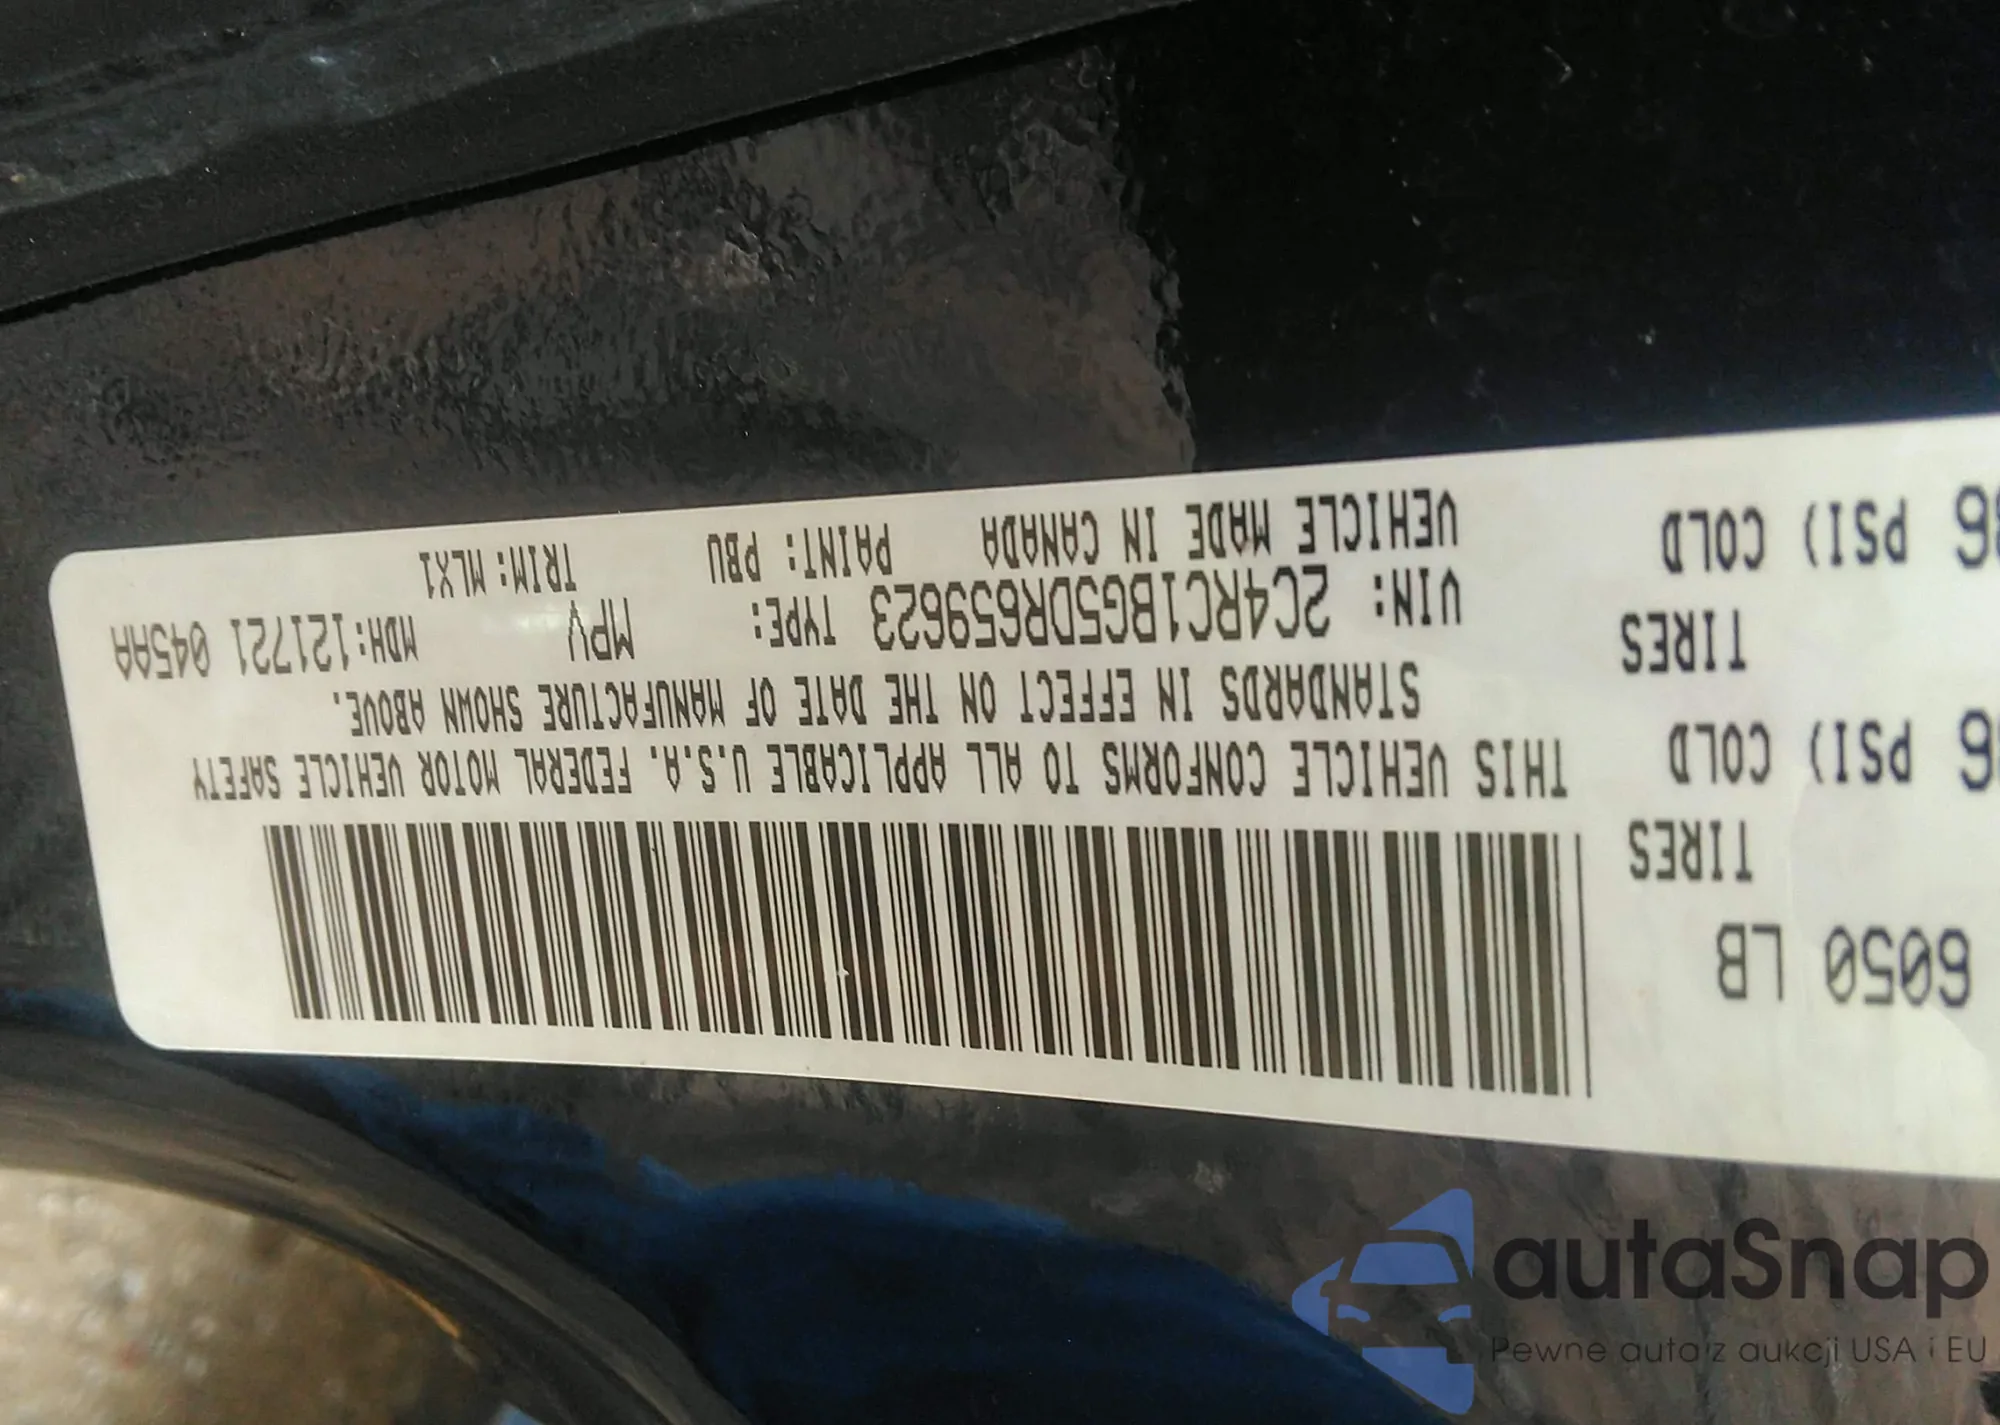 6050 LB
TIRES
36 PSI) COLD
TIRES
36 PSI) COLD
THIS VEHICLE CONFORMS TO ALL APPLICABLE U.S.A. FEDERAL MOTOR VEHICLE SAFETY
STANDARDS IN EFFECT ON THE DATE OF MANUFACTURE SHOWN ABOVE.
VIN: 2C4RC1BG5DR659623 TYPE: MPV MDH:121721 045AA
VEHICLE MADE IN CANADA PAINT: PBU TRIM: MLX1
autaSnap
Pewne auta z aukcji USA i EU